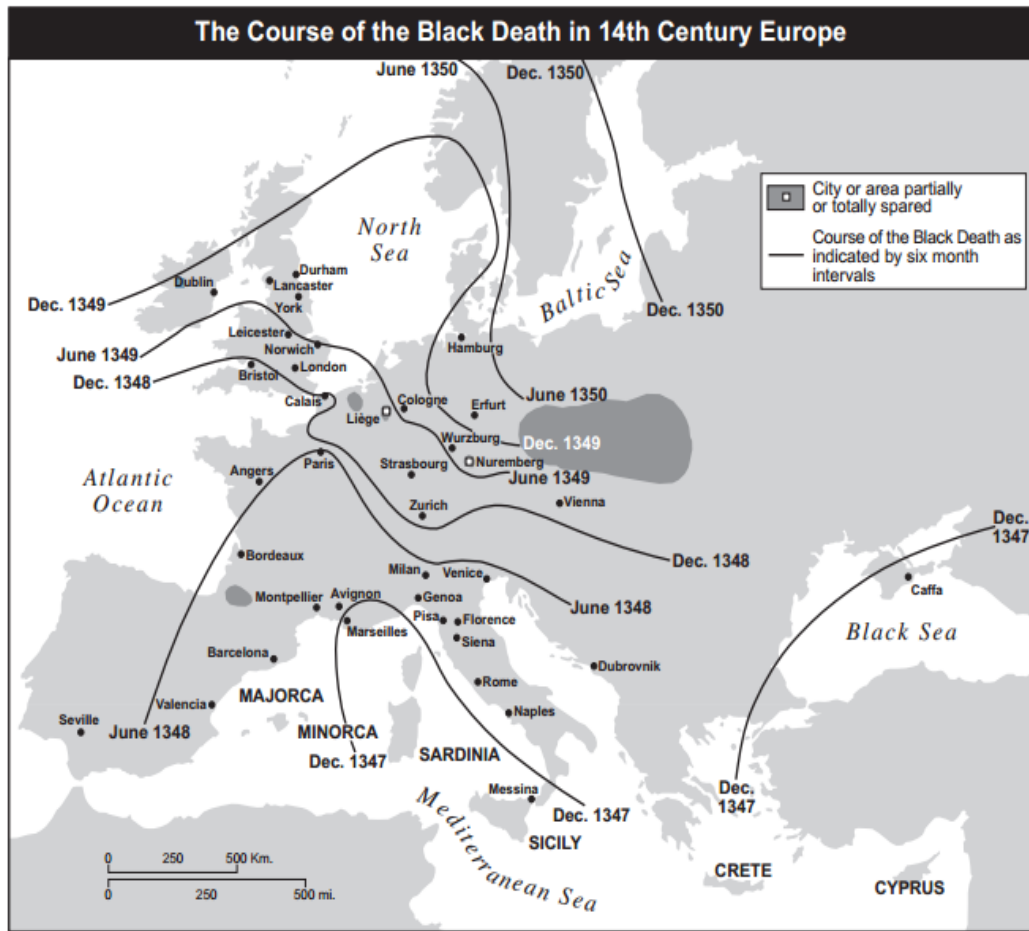 The Course of the Black Death in 14th Century Europe
June 1350
Dec. 1350
City or area partially
or totally spared
Course of the Black Death as
indicated by six month
intervals
North
Sea
Baltic Sea
Durham
Dublin
Lancaster
York
Dec. 1349
Dec. 1350
Leicester
June 1349
Norwich
Hamburg
Dec. 1348
Bristol
London
Calais
June 1350
Liège
Cologne
Erfurt
Wurzburg
Dec. 1349
Paris
Strasbourg
Nuremberg
June 1349
Angers
Atlantic
Ocean
Zurich
Vienna
Dec.
1347
Bordeaux
Dec. 1348
Milan
Venice
Caffa
Montpellier
Avignon
Genoa
June 1348
Pisa
Florence
Marseilles
Siena
Black Sea
Barcelona
Dubrovnik
Rome
MAJORCA
Valencia
Naples
Seville
June 1348
MINORCA
SARDINIA
Dec. 1347
Messina
Dec.
1347
Dec. 1347
Mediterranean Sea
SICILY
0 250 500 Km.
CRETE
CYPRUS
0 250 500 mi.